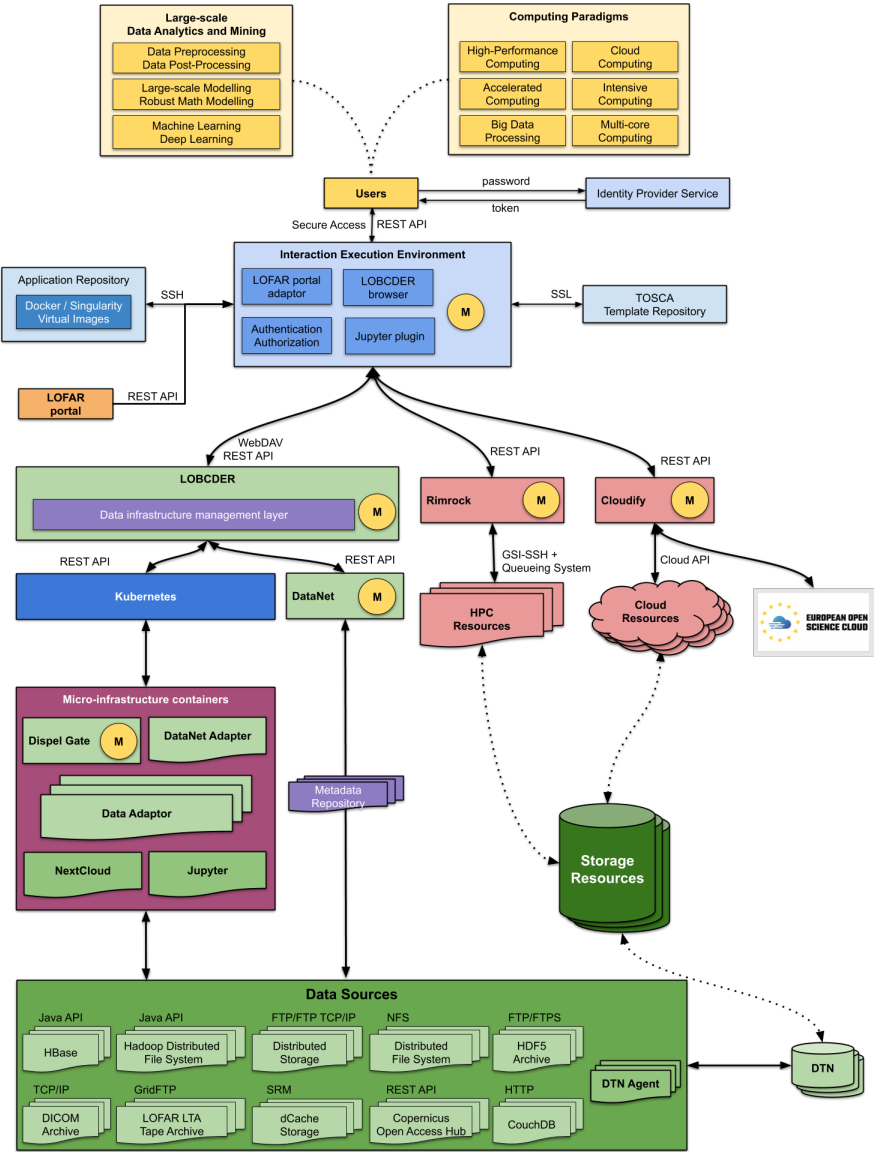 Large-scale
Data Analytics and Mining
Data Preprocessing
Data Post-Processing
Large-scale Modelling
Robust Math Modelling
Machine Learning
Deep Learning
Computing Paradigms
High-Performance
Computing
Cloud
Computing
Accelerated
Computing
Intensive
Computing
Big Data
Processing
Multi-core
Computing
Users
password
token
Identity Provider Service
Secure Access
REST API
Interaction Execution Environment
LOFAR portal
adaptor
LOBCDER
browser
Authentication
Authorization
Jupyter plugin
M
Application Repository
Docker / Singularity
Virtual Images
SSH
SSL
TOSCA
Template Repository
LOFAR
portal
REST API
WebDAV
REST API
REST API
REST API
LOBCDER
Data infrastructure management layer
M
Rimrock
M
Cloudify
M
REST API
REST API
GSI-SSH +
Queueing System
Cloud API
Kubernetes
DataNet
M
HPC
Resources
Cloud
Resources
EUROPEAN OPEN
SCIENCE CLOUD
Micro-infrastructure containers
Dispel Gate
M
DataNet Adapter
Data Adaptor
NextCloud
Jupyter
Metadata
Repository
Storage
Resources
Data Sources
Java API
HBase
Java API
Hadoop Distributed
File System
FTP/FTP TCP/IP
Distributed
Storage
NFS
Distributed
File System
FTP/FTPS
HDF5
Archive
TCP/IP
DICOM
Archive
GridFTP
LOFAR LTA
Tape Archive
SRM
dCache
Storage
REST API
Copernicus
Open Access Hub
HTTP
CouchDB
DTN Agent
DTN